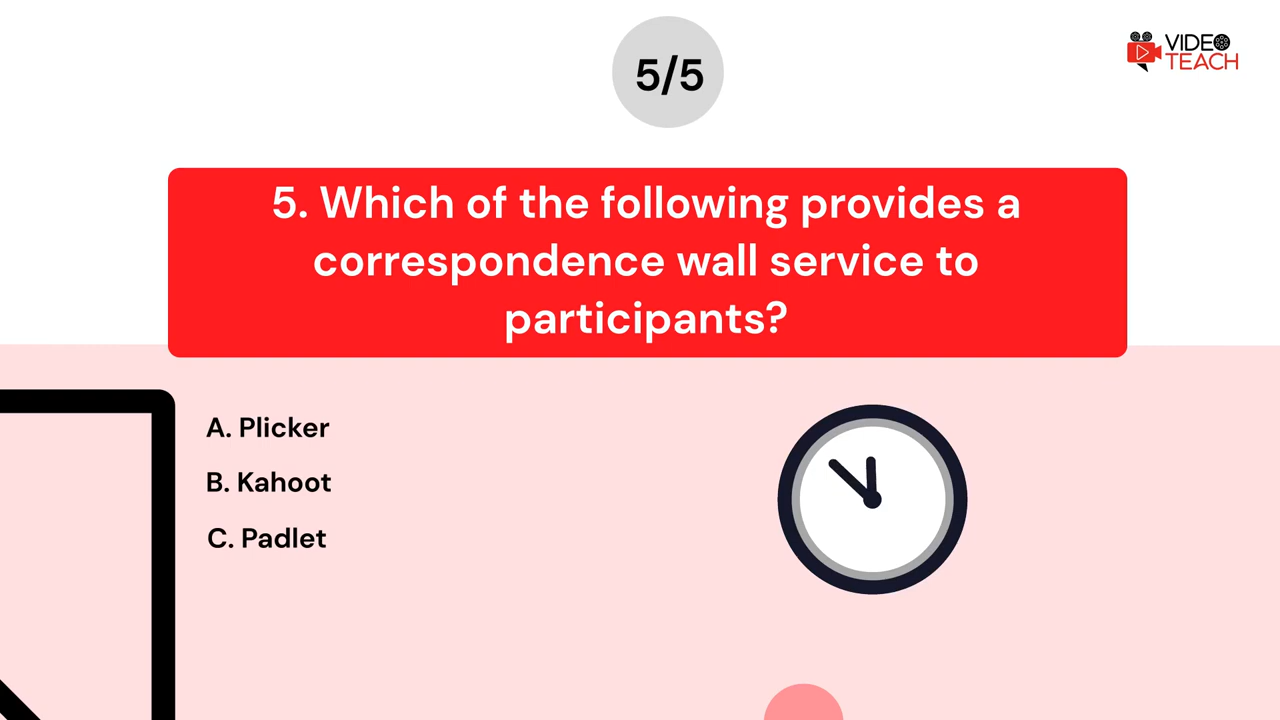 5/5
VIDEO
TEACH
5. Which of the following provides a
correspondence wall service to
participants?
A. Plicker
B. Kahoot
C. Padlet